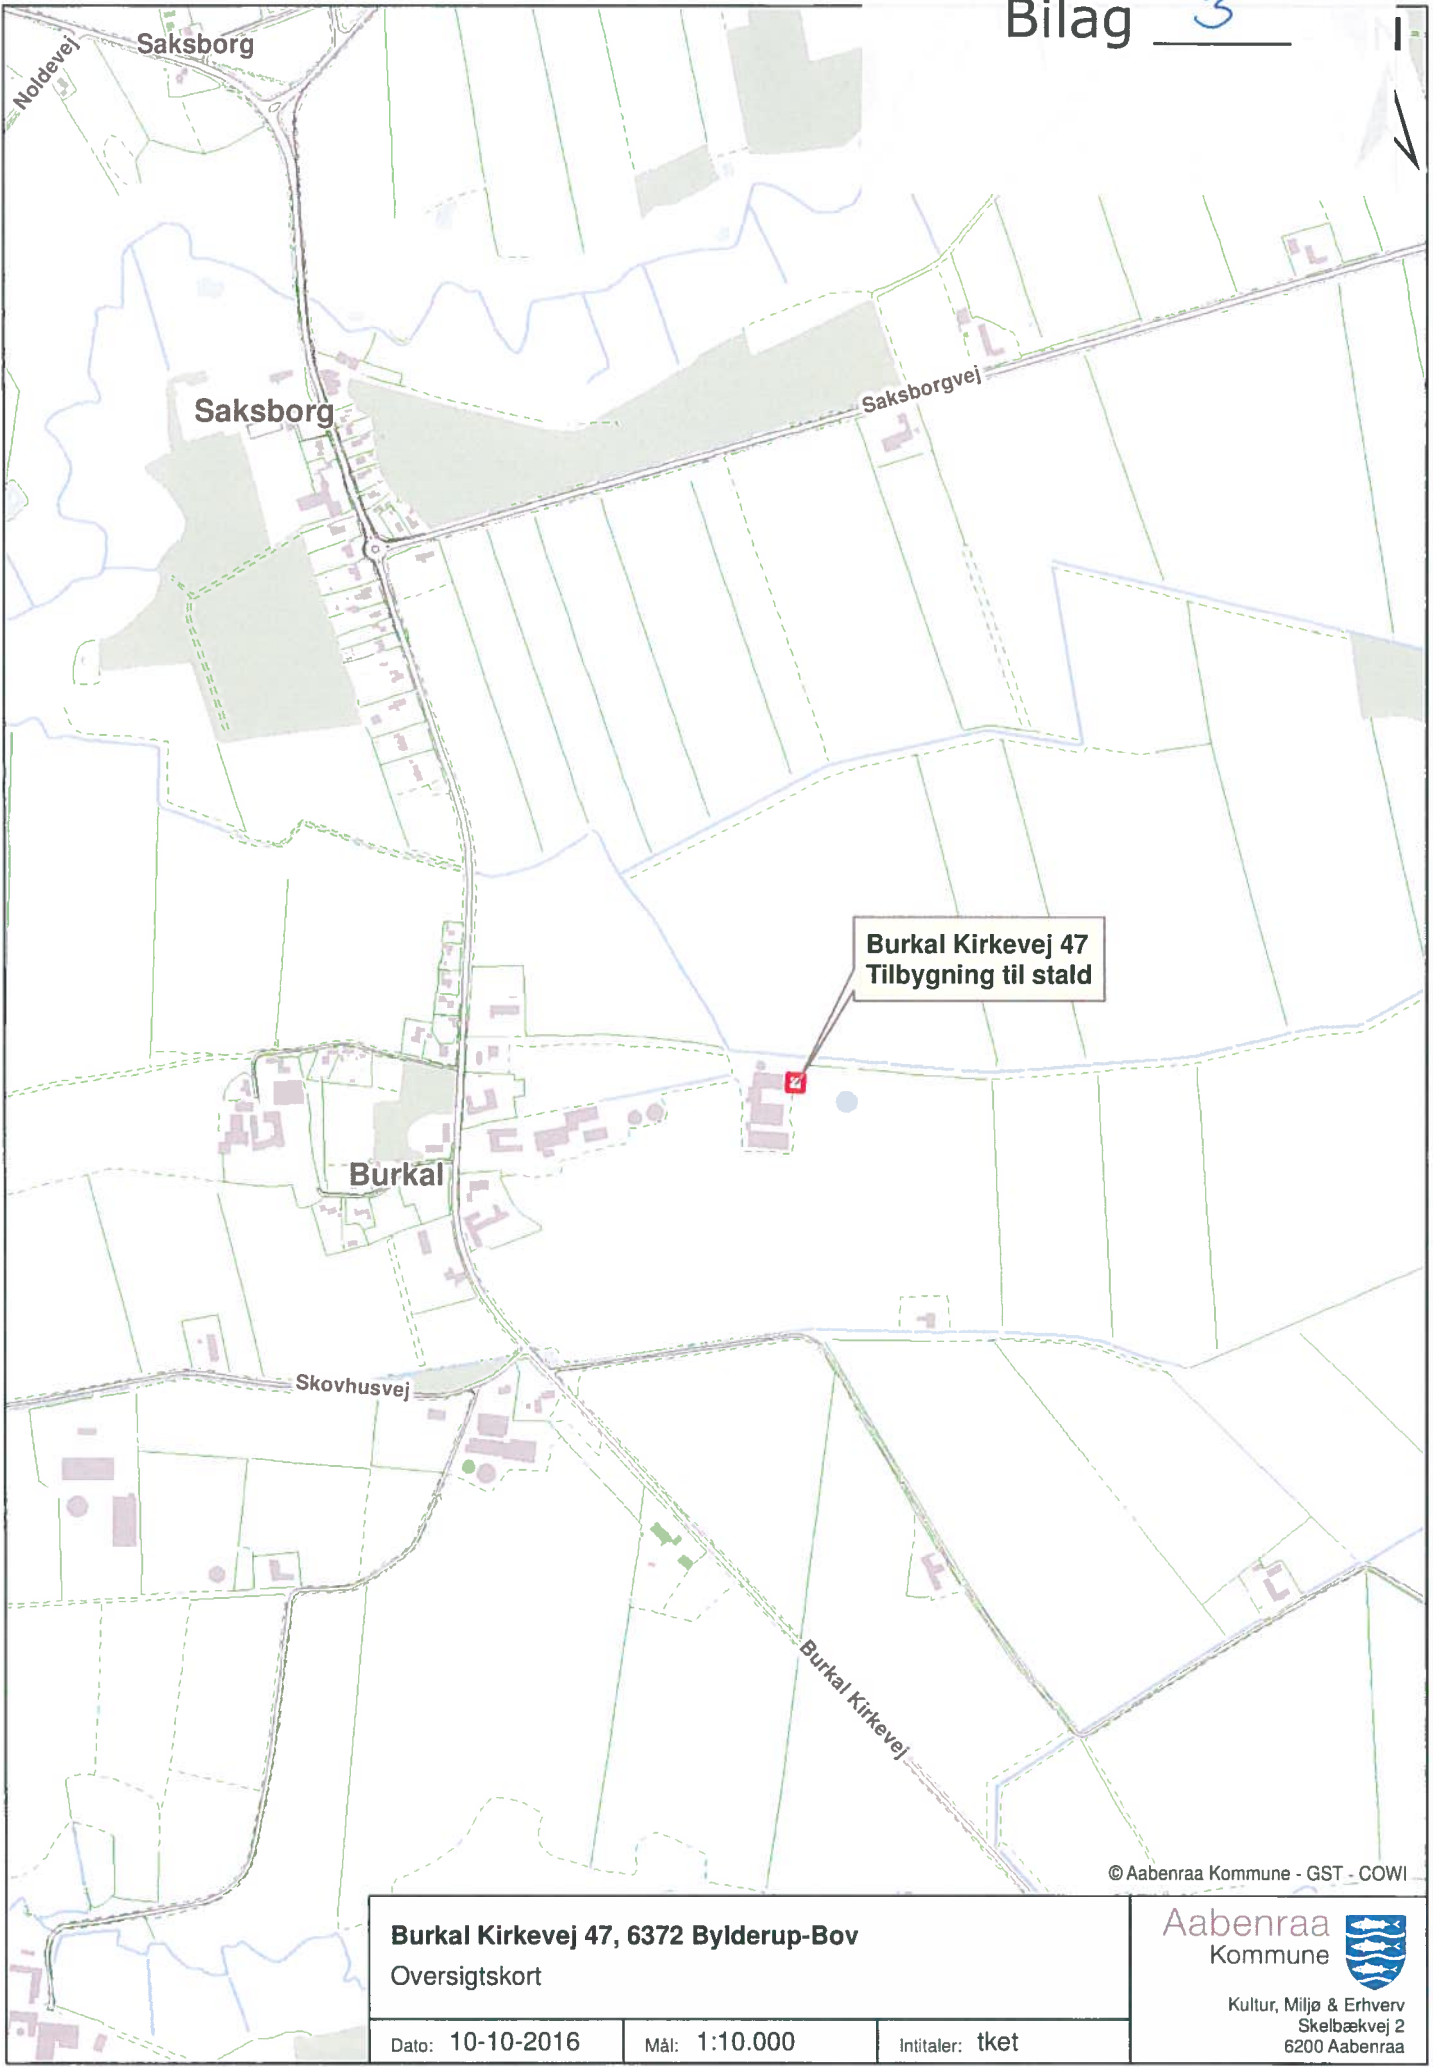 Bilag 3
Saksborg
Noldevej
Saksborg
Saksborgvej
Burkal Kirkevej 47
Tilbygning til stald
Burkal
Skovhusvej
Burkal Kirkevej
© Aabenraa Kommune - GST - COWI
Burkal Kirkevej 47, 6372 Bylderup-Bov
Oversigtskort
Dato: 10-10-2016
Mål: 1:10.000
Intitaler: tket
Aabenraa
Kommune
Kultur, Miljø & Erhverv
Skelbækvej 2
6200 Aabenraa